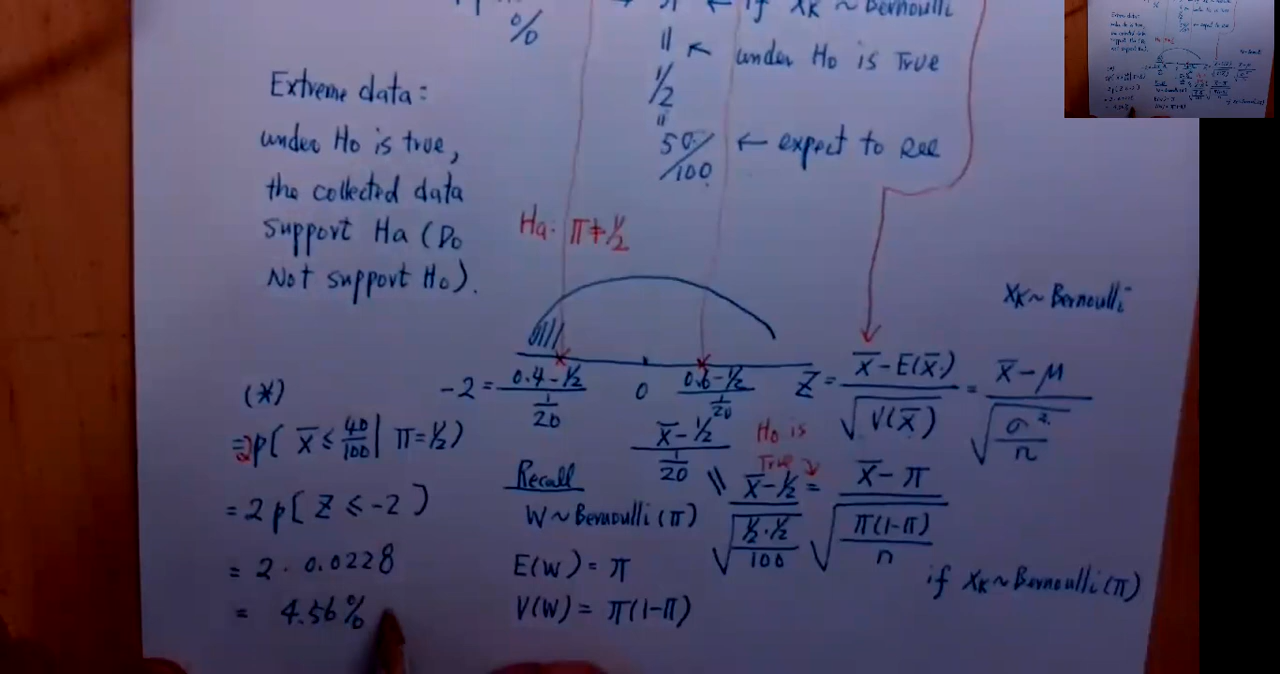 % π ← if XK ~ Bernoulli
|| ← under Ho is True
1/2
||
50/100 ← expect to see
Extreme data:
under Ho is true,
the collected data
support Ha (Do
Not support Ho).
Ha: π≠1/2
XK ~ Bernoulli
-2 = (0.4 - 1/2)/(1/20) 0 (0.6 - 1/2)/(1/20) Z = (X̄ - E(X̄))/√V(X̄) = (X̄ - μ)/√(σ²/n)
(X̄ - 1/2)/(1/20)
||
Ho is
True
(X̄ - 1/2)/√(1/2 · 1/2 / 100) = (X̄ - π)/√(π(1-π)/n)
if XK ~ Bernoulli (π)
(*)
= 2p( X̄ ≤ 40/100 | π = 1/2 )
= 2p( Z ≤ -2 )
= 2 · 0.0228
= 4.56%
Recall
W ~ Bernoulli (π)
E(W) = π
V(W) = π(1-π)